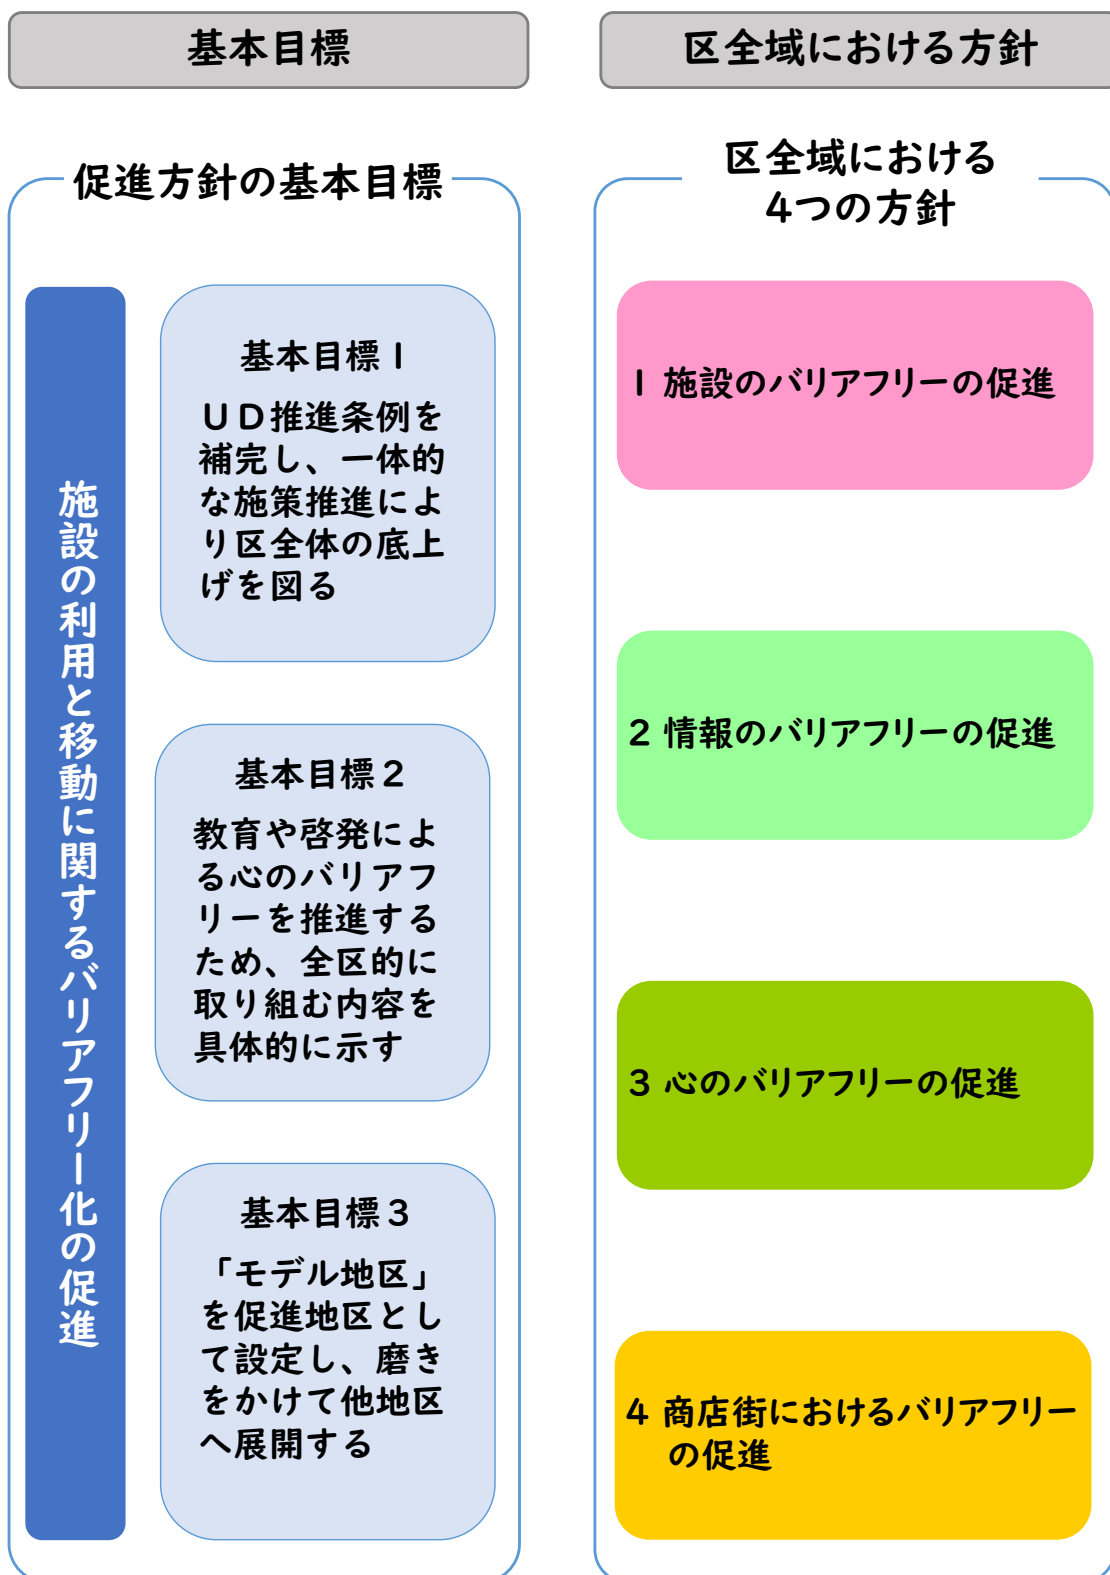 基本目標
促進方針の基本目標
施設の利用と移動に関するバリアフリー化の促進
基本目標1
UD推進条例を
補完し、一体的
な施策推進によ
り区全体の底上
げを図る
基本目標2
教育や啓発によ
る心のバリアフ
リーを推進する
ため、全区的に
取り組む内容を
具体的に示す
基本目標3
「モデル地区」
を促進地区とし
て設定し、磨き
をかけて他地区
へ展開する
区全域における方針
区全域における
4つの方針
1 施設のバリアフリーの促進
2 情報のバリアフリーの促進
3 心のバリアフリーの促進
4 商店街におけるバリアフリー
の促進